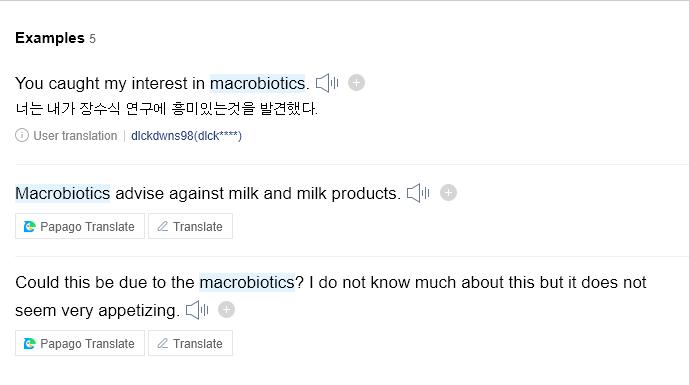 Examples 5
You caught my interest in macrobiotics.
너는 내가 장수식 연구에 흥미있는것을 발견했다.
User translation | dlckdwns98(dlck****)
Macrobiotics advise against milk and milk products.
Papago Translate Translate
Could this be due to the macrobiotics? I do not know much about this but it does not
seem very appetizing.
Papago Translate Translate